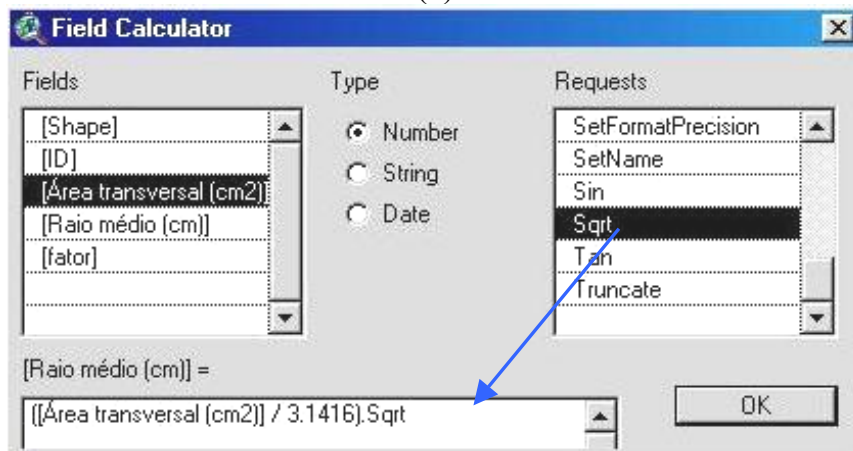 Field Calculator
Fields
Type
Requests
[Shape]
[ID]
[Área transversal (cm2)]
[Raio médio (cm)]
[fator]
Number
String
Date
SetFormatPrecision
SetName
Sin
Sqrt
Tan
Truncate
[Raio médio (cm)] =
([Área transversal (cm2)] / 3.1416).Sqrt
OK